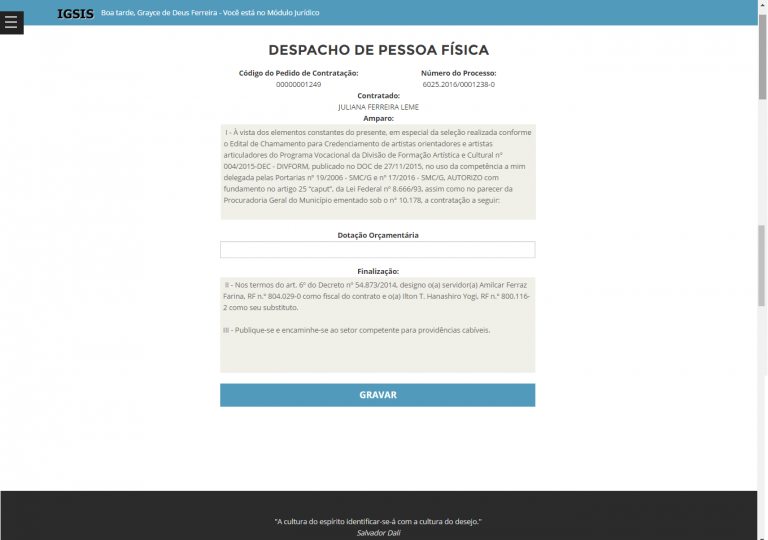 IGSIS Boa tarde, Grayce de Deus Ferreira - Você está no Módulo Jurídico
DESPACHO DE PESSOA FÍSICA
Código do Pedido de Contratação: Número do Processo:
00000001249 6025.2016/0001238-0
Contratado:
JULIANA FERREIRA LEME
Amparo:
I - À vista dos elementos constantes do presente, em especial da seleção realizada conforme
o Edital de Chamamento para Credenciamento de artistas orientadores e artistas
articuladores do Programa Vocacional da Divisão de Formação Artística e Cultural nº
004/2015-DEC - DIVFORM, publicado no DOC de 27/11/2015, no uso da competência a mim
delegada pelas Portarias nº 19/2006 - SMC/G e nº 17/2016 - SMC/G, AUTORIZO com
fundamento no artigo 25 "caput", da Lei Federal nº 8.666/93, assim como no parecer da
Procuradoria Geral do Município ementado sob o nº 10.178, a contratação a seguir:
Dotação Orçamentária
Finalização:
II - Nos termos do art. 6º do Decreto nº 54.873/2014, designo o(a) servidor(a) Amilcar Ferraz
Farina, RF n.º 804.029-0 como fiscal do contrato e o(a) Ilton T. Hanashiro Yogi, RF n.º 800.116-
2 como seu substituto.
III - Publique-se e encaminhe-se ao setor competente para providências cabíveis.
GRAVAR
"A cultura do espírito identificar-se-á com a cultura do desejo."
Salvador Dali